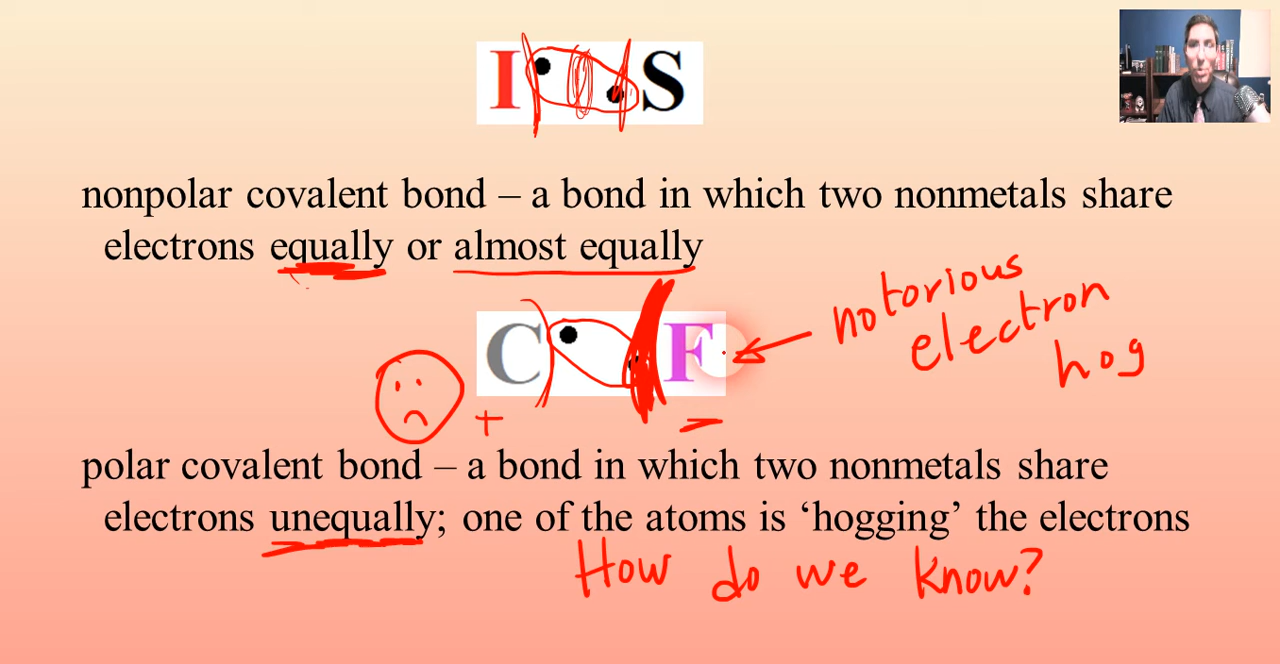 I S
nonpolar covalent bond – a bond in which two nonmetals share
electrons equally or almost equally
C F
notorious
electron
hog
+ –
polar covalent bond – a bond in which two nonmetals share
electrons unequally; one of the atoms is ‘hogging’ the electrons
How do we know?